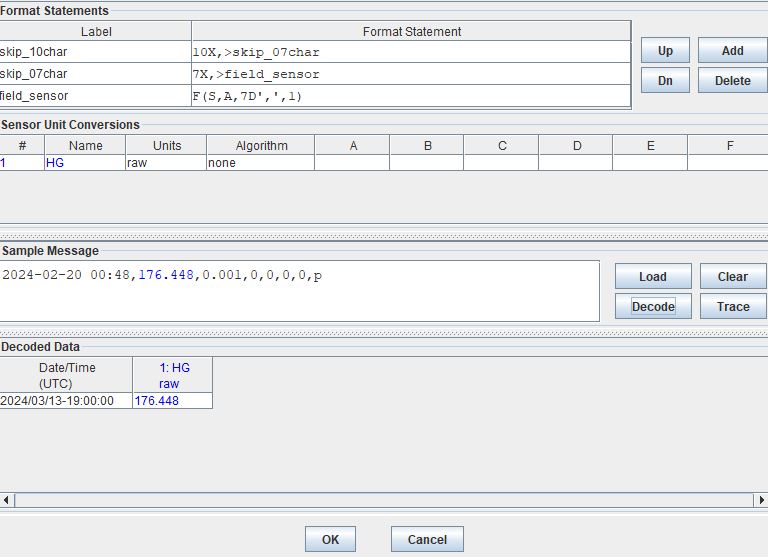 Format Statements
Label Format Statement
skip_10char 10X,>skip_07char
skip_07char 7X,>field_sensor
field_sensor F(S,A,7D',',1)
Up Add
Dn Delete
Sensor Unit Conversions
# Name Units Algorithm A B C D E F
1 HG raw none
Sample Message
2024-02-20 00:48,176.448,0.001,0,0,0,0,p
Load Clear
Decode Trace
Decoded Data
Date/Time 1: HG
(UTC) raw
2024/03/13-19:00:00 176.448
OK Cancel